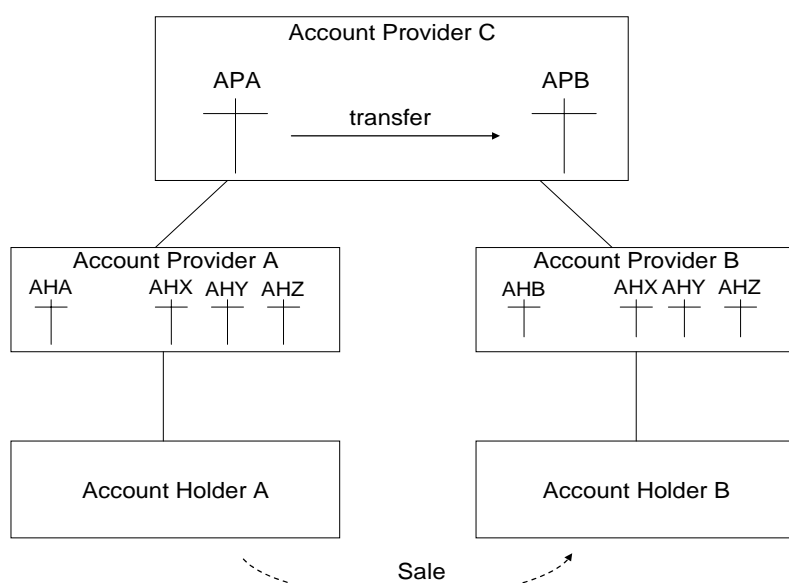 Account Provider C
APA APB
transfer
Account Provider A Account Provider B
AHA AHX AHY AHZ AHB AHX AHY AHZ
Account Holder A Account Holder B
Sale